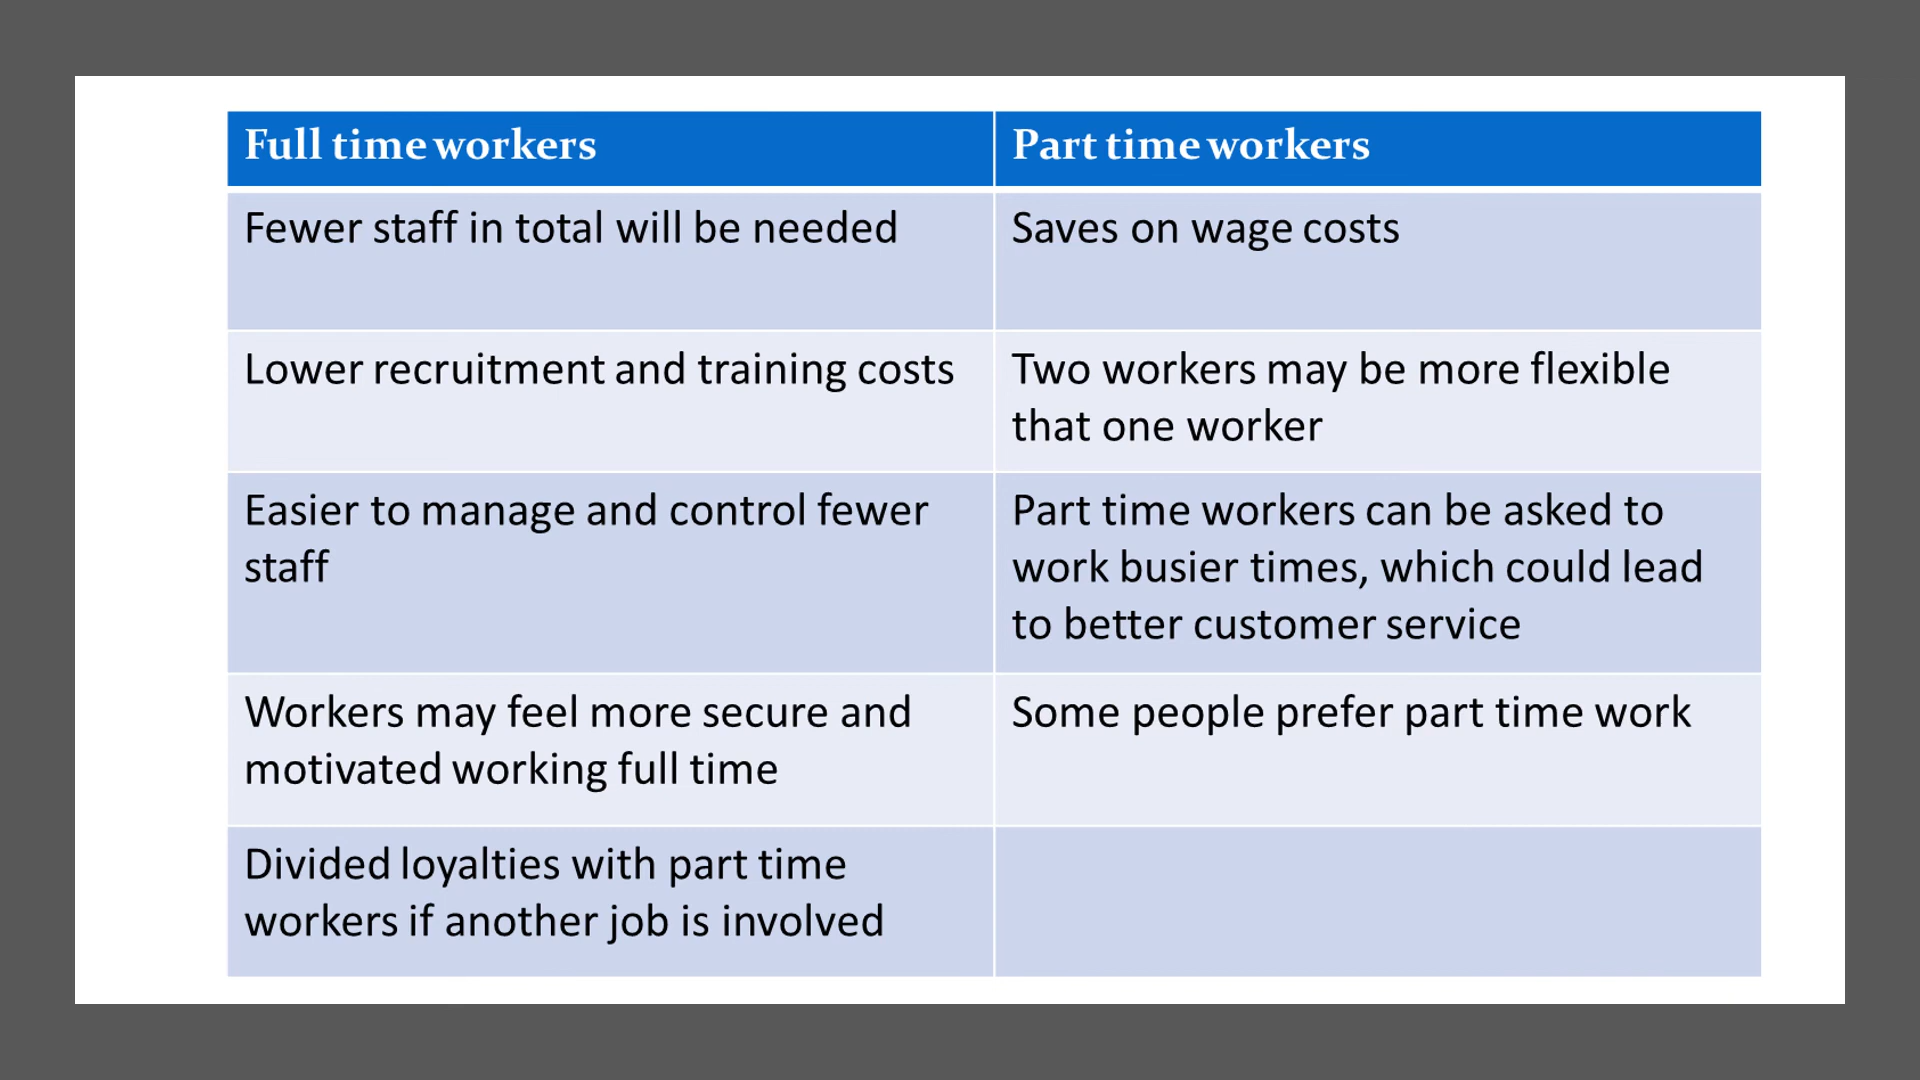 Full time workers
Part time workers
Fewer staff in total will be needed
Saves on wage costs
Lower recruitment and training costs
Two workers may be more flexible
that one worker
Easier to manage and control fewer
staff
Part time workers can be asked to
work busier times, which could lead
to better customer service
Workers may feel more secure and
motivated working full time
Some people prefer part time work
Divided loyalties with part time
workers if another job is involved